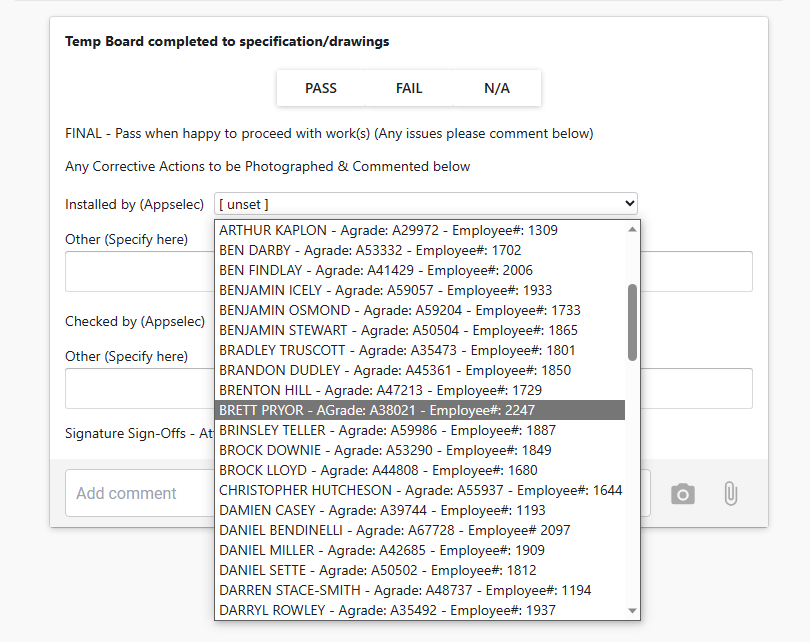 Temp Board completed to specification/drawings
PASS FAIL N/A
FINAL - Pass when happy to proceed with work(s) (Any issues please comment below)
Any Corrective Actions to be Photographed & Commented below
Installed by (Appselec) [ unset ]
ARTHUR KAPLON - Agrade: A29972 - Employee#: 1309
Other (Specify here)
BEN DARBY - Agrade: A53332 - Employee#: 1702
BEN FINDLAY - Agrade: A41429 - Employee#: 2006
BENJAMIN ICELY - Agrade: A59057 - Employee#: 1933
BENJAMIN OSMOND - Agrade: A59204 - Employee#: 1733
Checked by (Appselec)
BENJAMIN STEWART - Agrade: A50504 - Employee#: 1865
Other (Specify here)
BRADLEY TRUSCOTT - Agrade: A35473 - Employee#: 1801
BRANDON DUDLEY - Agrade: A45361 - Employee#: 1850
BRENTON HILL - Agrade: A47213 - Employee#: 1729
BRETT PRYOR - AGrade: A38021 - Employee#: 2247
Signature Sign-Offs - At
BRINSLEY TELLER - Agrade: A59986 - Employee#: 1887
BROCK DOWNIE - Agrade: A53290 - Employee#: 1849
BROCK LLOYD - Agrade: A44808 - Employee#: 1680
Add comment
CHRISTOPHER HUTCHESON - Agrade: A55937 - Employee#: 1644
DAMIEN CASEY - Agrade: A39744 - Employee#: 1193
DANIEL BENDINELLI - Agrade: A67728 - Employee# 2097
DANIEL MILLER - Agrade: A42685 - Employee#: 1909
DANIEL SETTE - Agrade: A50502 - Employee#: 1812
DARREN STACE-SMITH - Agrade: A48737 - Employee#: 1194
DARRYL ROWLEY - Agrade: A35492 - Employee#: 1937